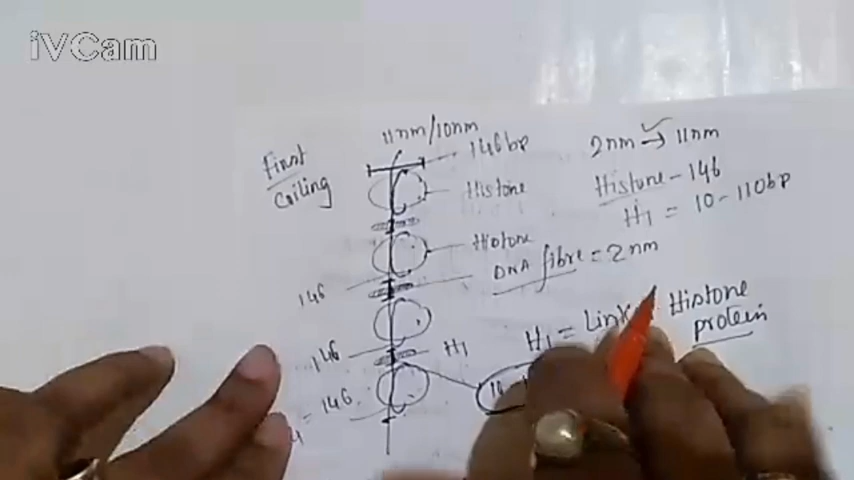 iVCam
11nm/10nm
146bp
First
Coiling
Histone
Histone
146
146
H1
146
2nm → 11nm
Histone - 146
H1 = 10 - 110bp
DNA fibre = 2nm
H1 = Histone
protein